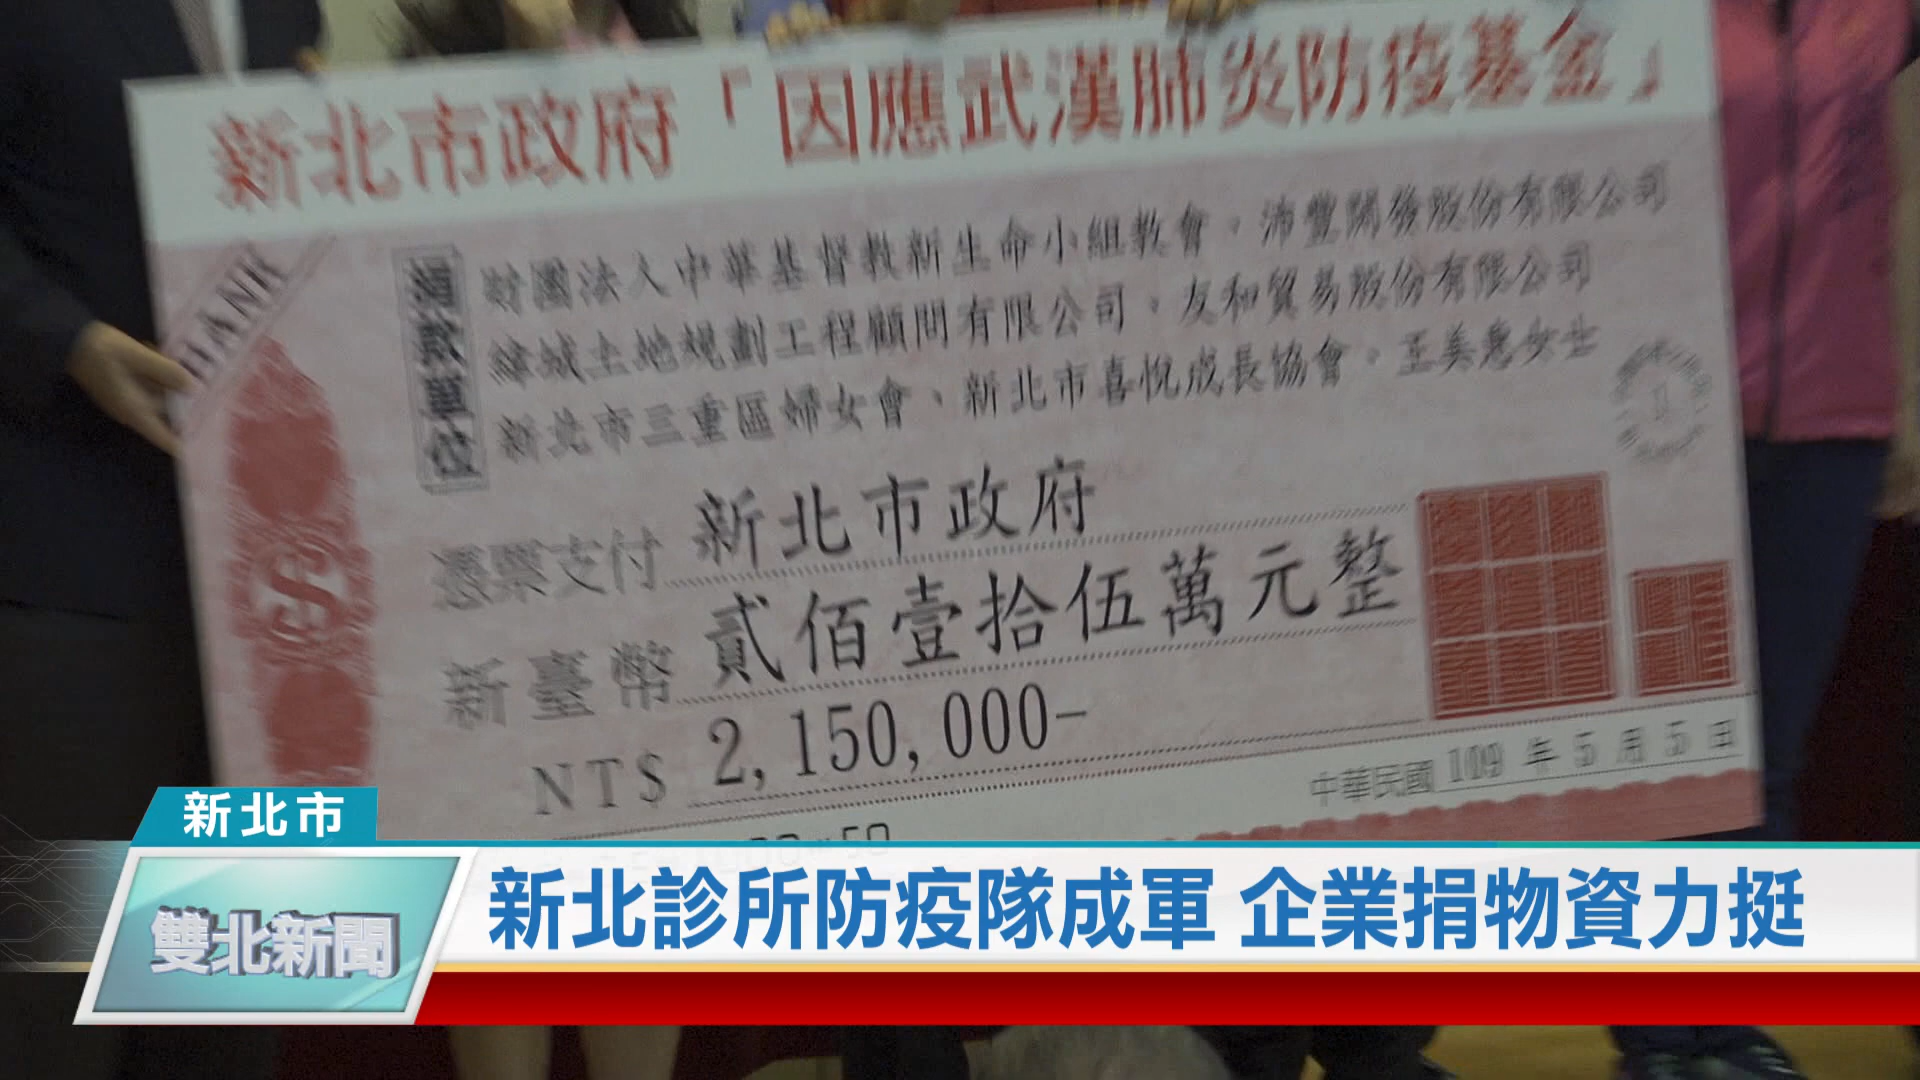 新北市政府「因應武漢肺炎防疫基金」
THANK
捐款單位
財團法人中華基督教新生命小組教會、沛豐開發股份有限公司
緯城土地規劃工程顧問有限公司、友和貿易股份有限公司
新北市三重區婦女會、新北市喜悅成長協會、王美惠女士
憑票支付 新北市政府
新臺幣 貳佰壹拾伍萬元整
NT$ 2,150,000-
中華民國 109 年 5 月 5 日
新北市
雙北新聞
新北診所防疫隊成軍 企業捐物資力挺